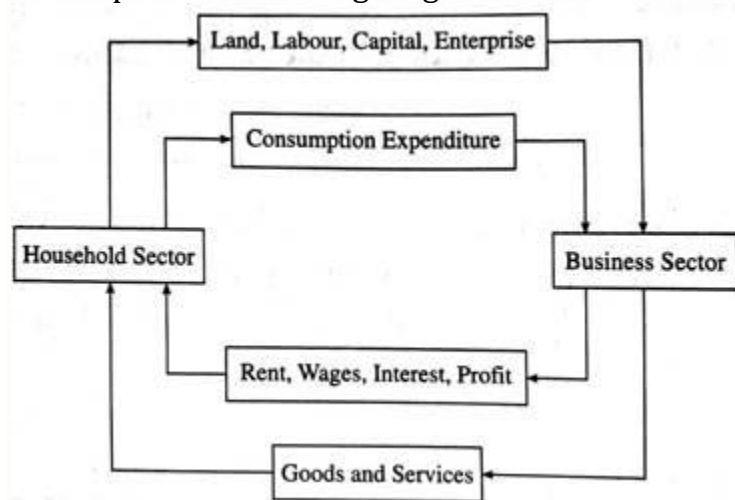 Land, Labour, Capital, Enterprise
Consumption Expenditure
Household Sector
Business Sector
Rent, Wages, Interest, Profit
Goods and Services